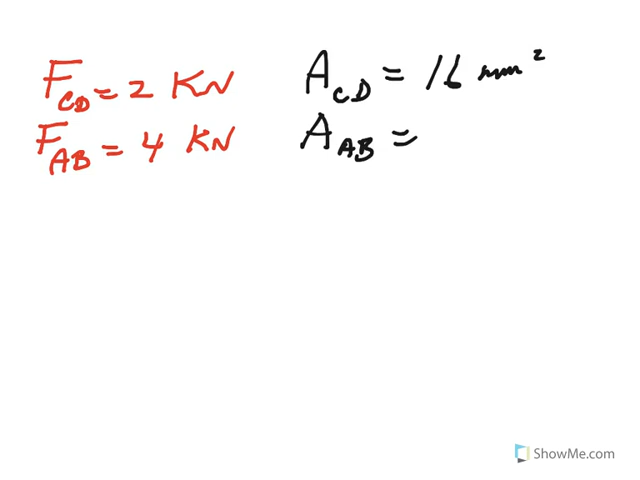 F_CD = 2 KN
A_CD = 16 mm²
F_AB = 4 KN
A_AB =
ShowMe.com